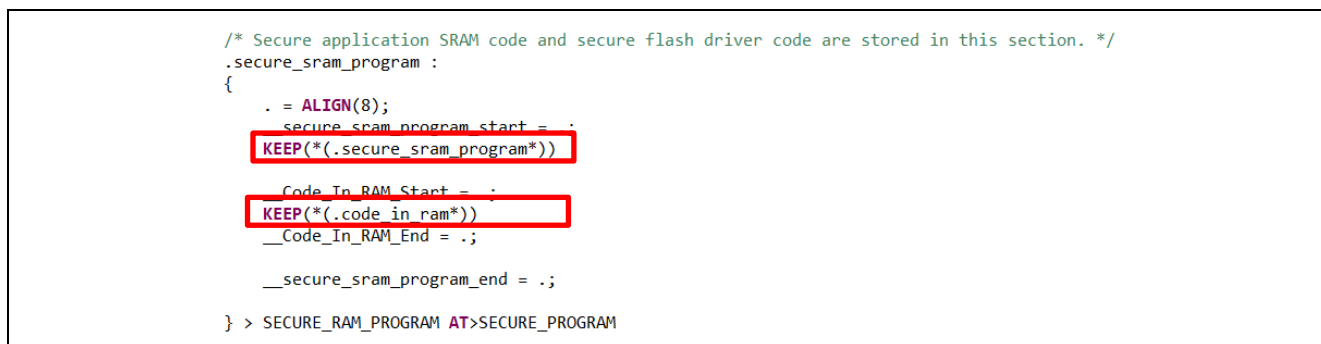 /* Secure application SRAM code and secure flash driver code are stored in this section. */
.secure_sram_program :
{
. = ALIGN(8);
__secure_sram_program_start = .;
KEEP(*(.secure_sram_program*))
__Code_In_RAM_Start = .;
KEEP(*(.code_in_ram*))
__Code_In_RAM_End = .;
__secure_sram_program_end = .;
} > SECURE_RAM_PROGRAM AT>SECURE_PROGRAM